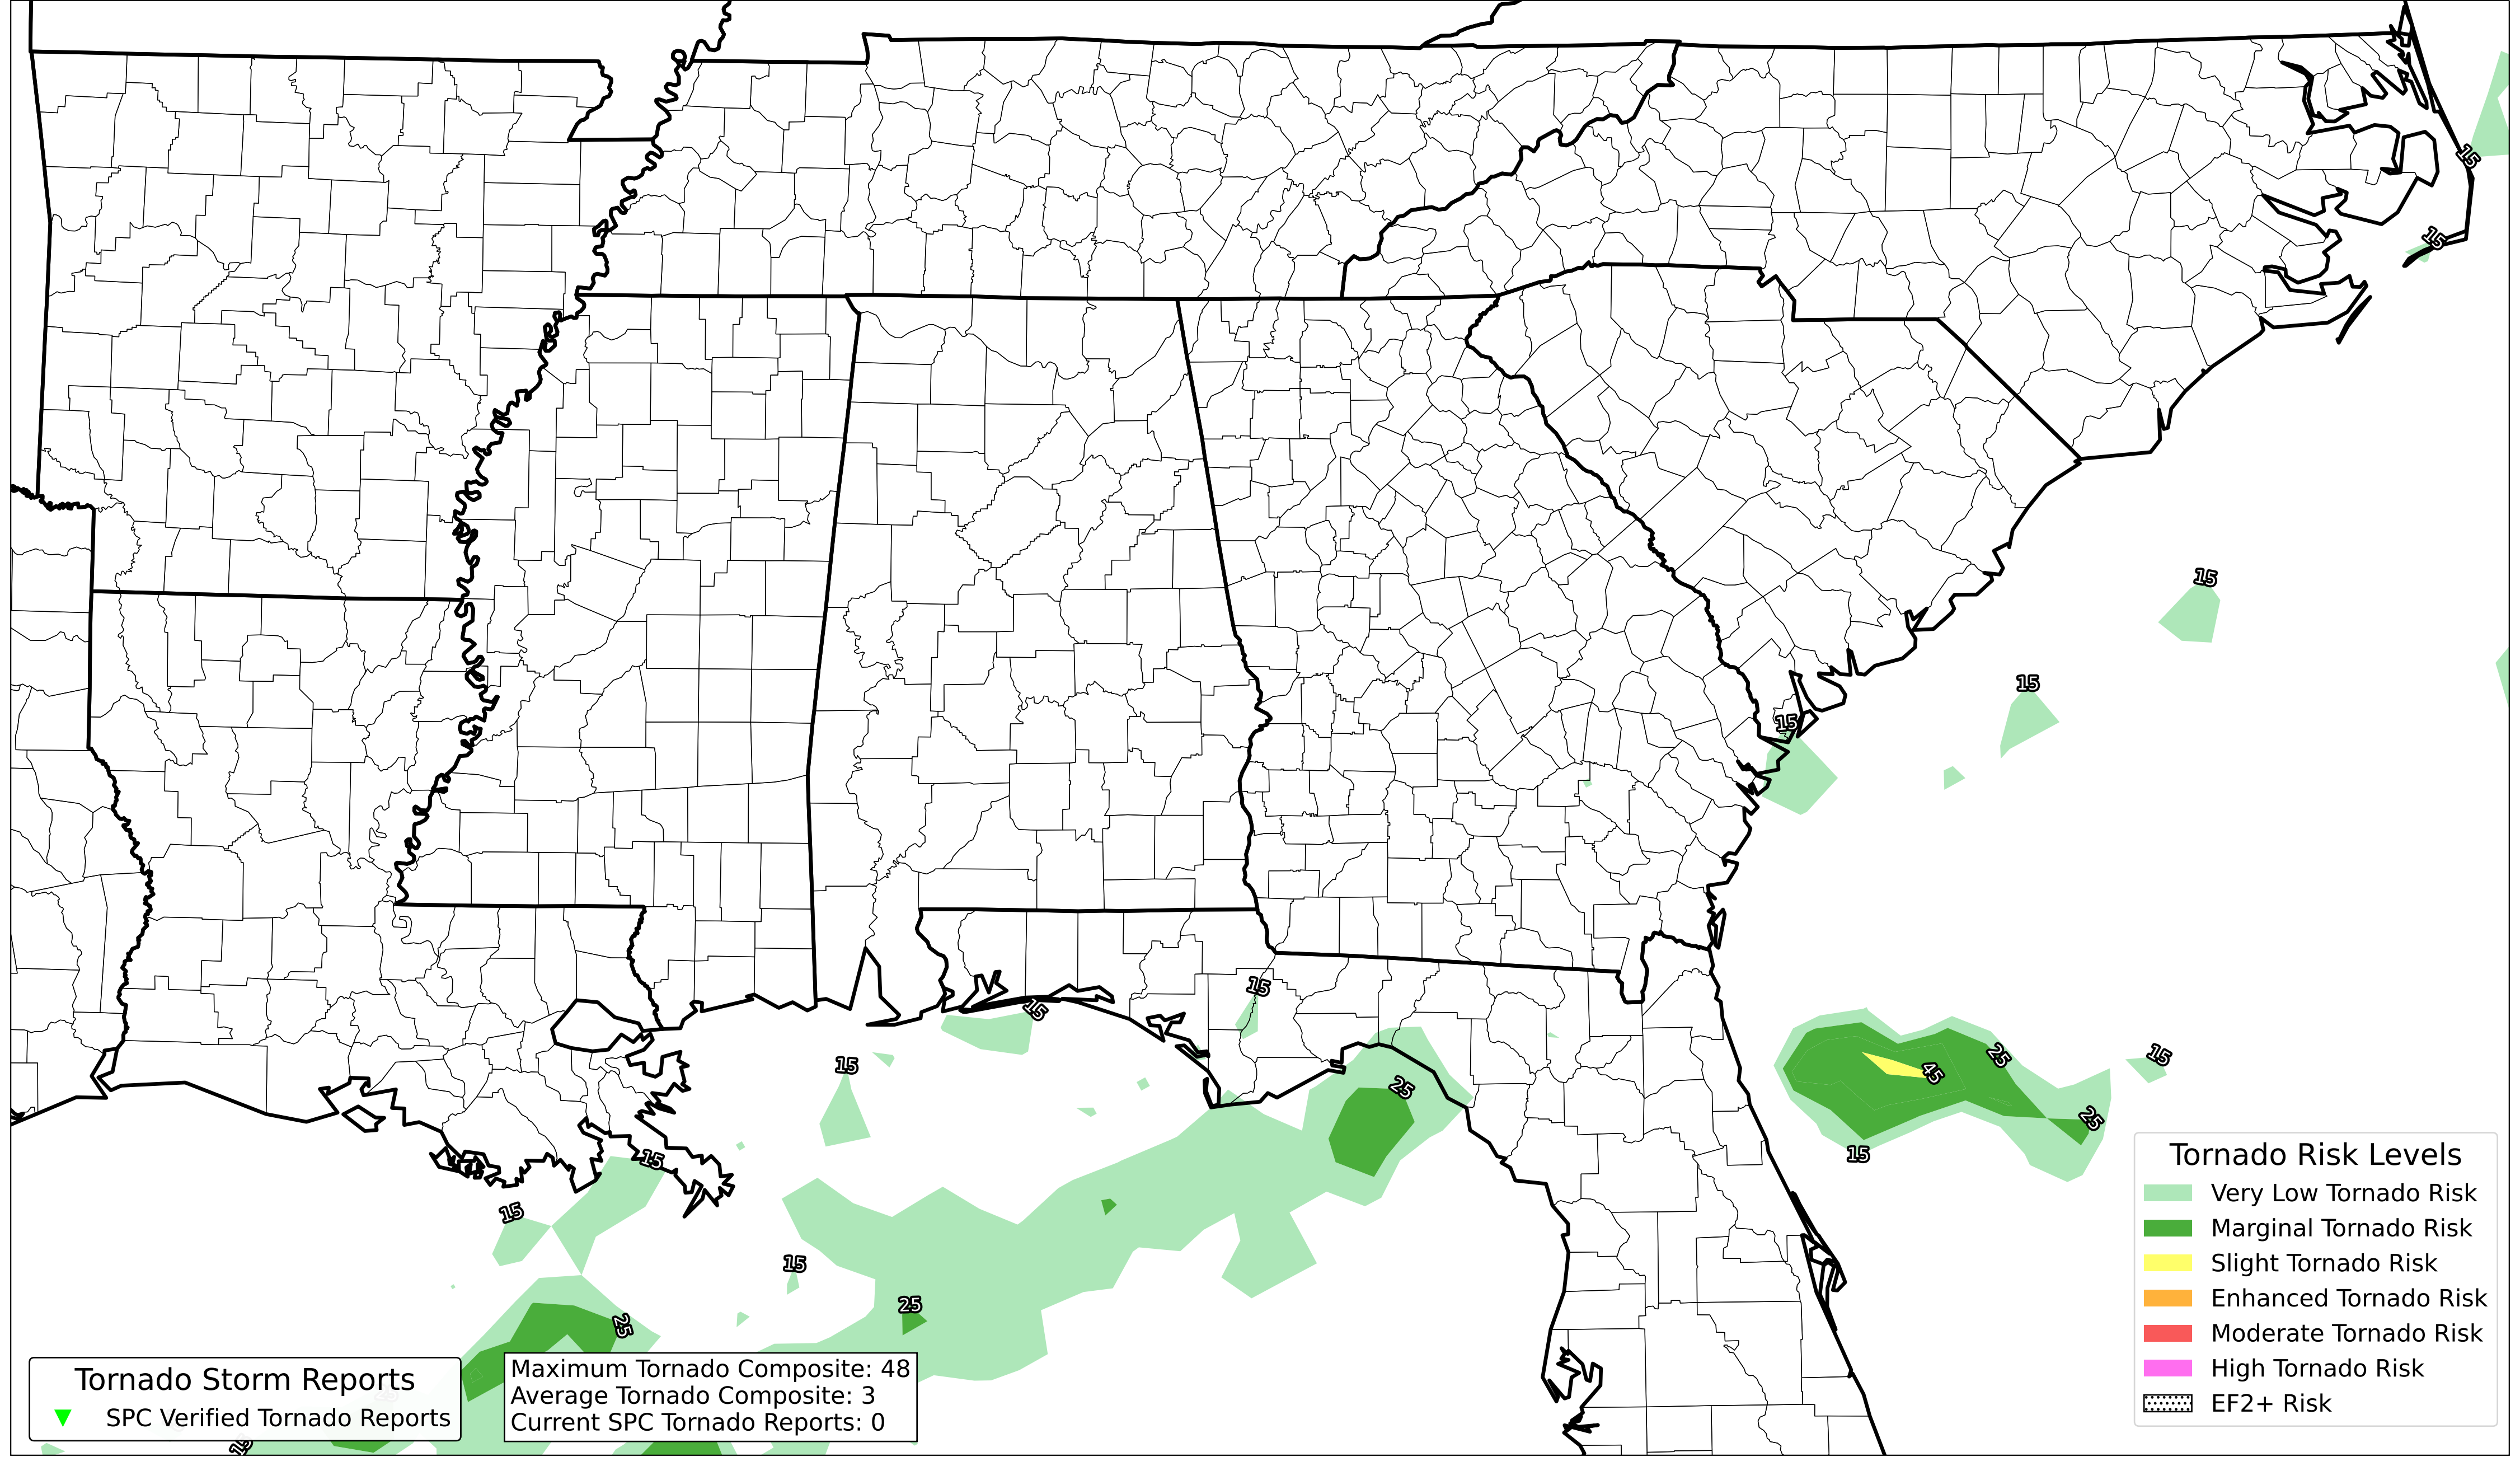 15
15
15
15
15
15
15
25
45
25
15
25
15
15
25
15
15
15
25
25
15
Tornado Risk Levels
Very Low Tornado Risk
Marginal Tornado Risk
Slight Tornado Risk
Enhanced Tornado Risk
Moderate Tornado Risk
High Tornado Risk
EF2+ Risk
Tornado Storm Reports
SPC Verified Tornado Reports
Maximum Tornado Composite: 48
Average Tornado Composite: 3
Current SPC Tornado Reports: 0